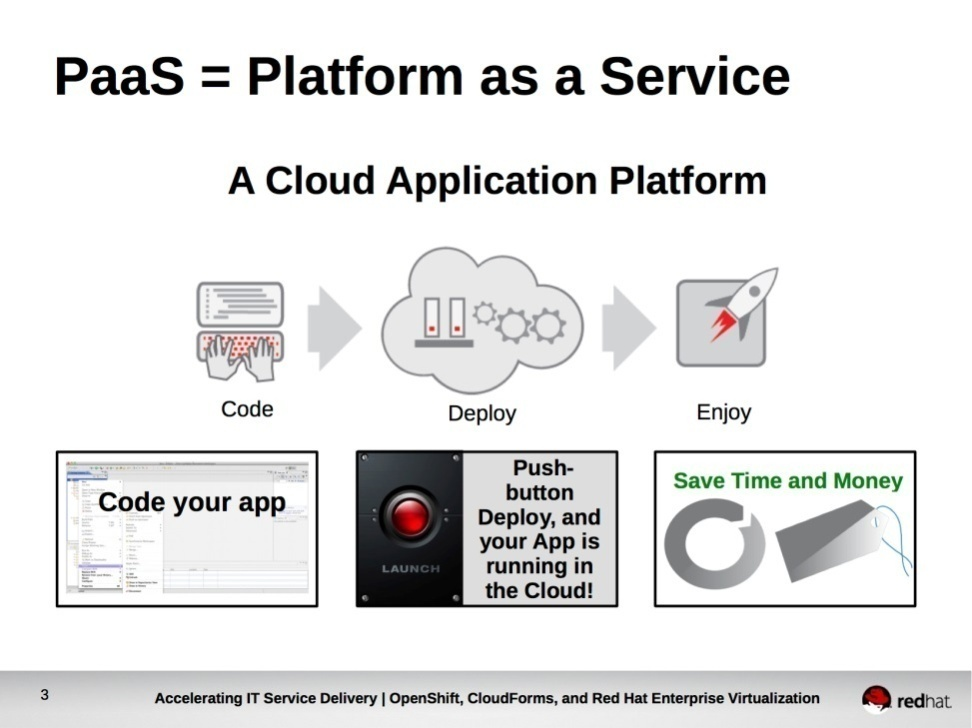 PaaS = Platform as a Service
A Cloud Application Platform
Code
Deploy
Enjoy
Code your app
LAUNCH
Push-
button
Deploy, and
your App is
running in
the Cloud!
Save Time and Money
3
Accelerating IT Service Delivery | OpenShift, CloudForms, and Red Hat Enterprise Virtualization
redhat.